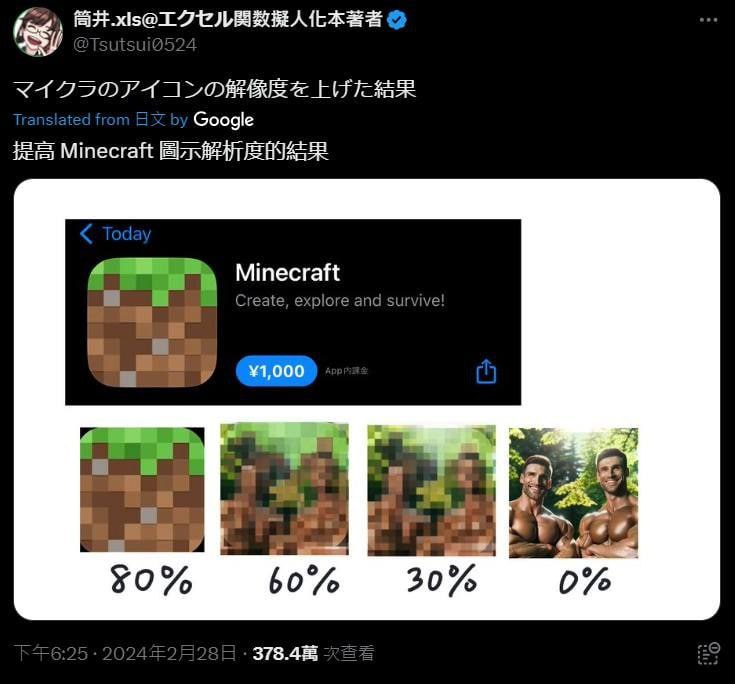 筒井.xls@エクセル関数擬人化本著者
@Tsutsui0524
マイクラのアイコンの解像度を上げた結果
Translated from 日文 by Google
提高 Minecraft 圖示解析度的結果
Today
Minecraft
Create, explore and survive!
¥1,000 App内課金
80% 60% 30% 0%
下午6:25 · 2024年2月28日 · 378.4萬 次查看